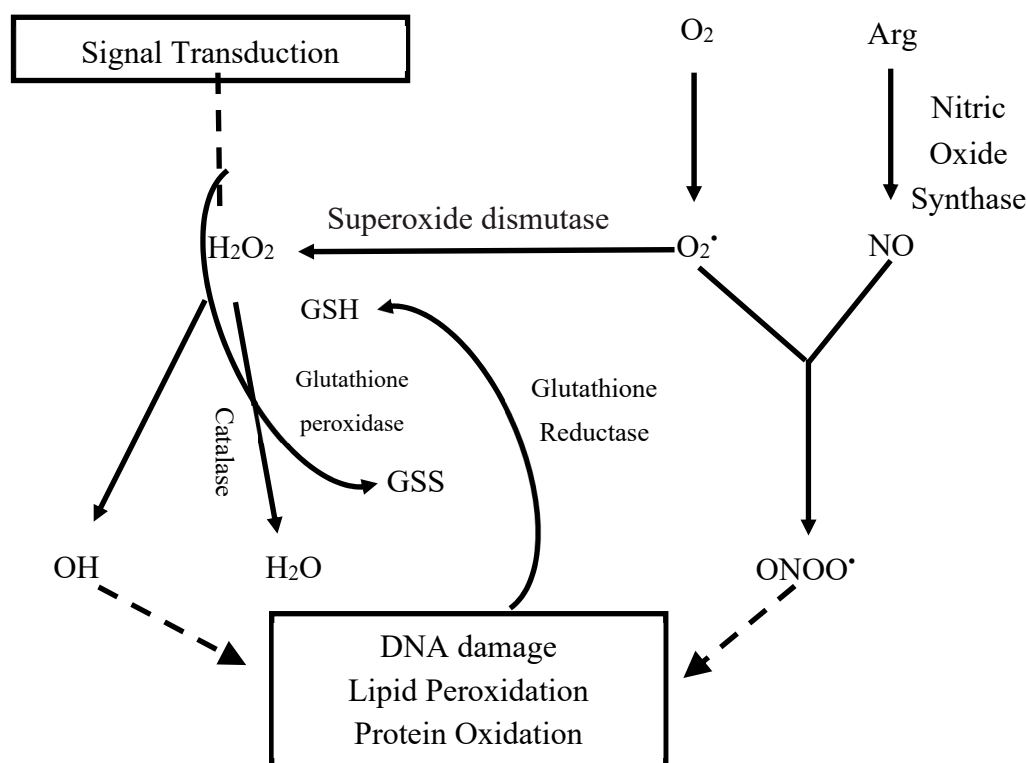 Signal Transduction
O₂
Arg
Nitric
Oxide
Synthase
Superoxide dismutase
H₂O₂
O₂•
NO
GSH
Glutathione
peroxidase
Glutathione
Reductase
Catalase
GSS
OH
H₂O
ONOO•
DNA damage
Lipid Peroxidation
Protein Oxidation